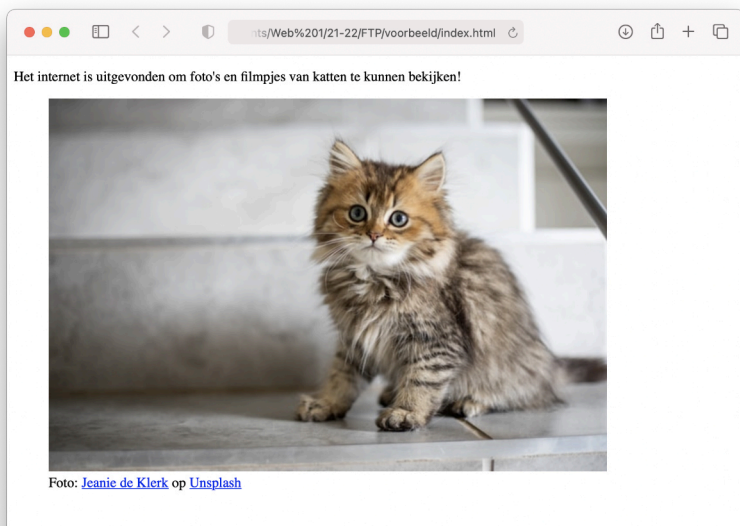 nts/Web%201/21-22/FTP/voorbeeld/index.html
Het internet is uitgevonden om foto's en filmpjes van katten te kunnen bekijken!
Foto: Jeanie de Klerk op Unsplash